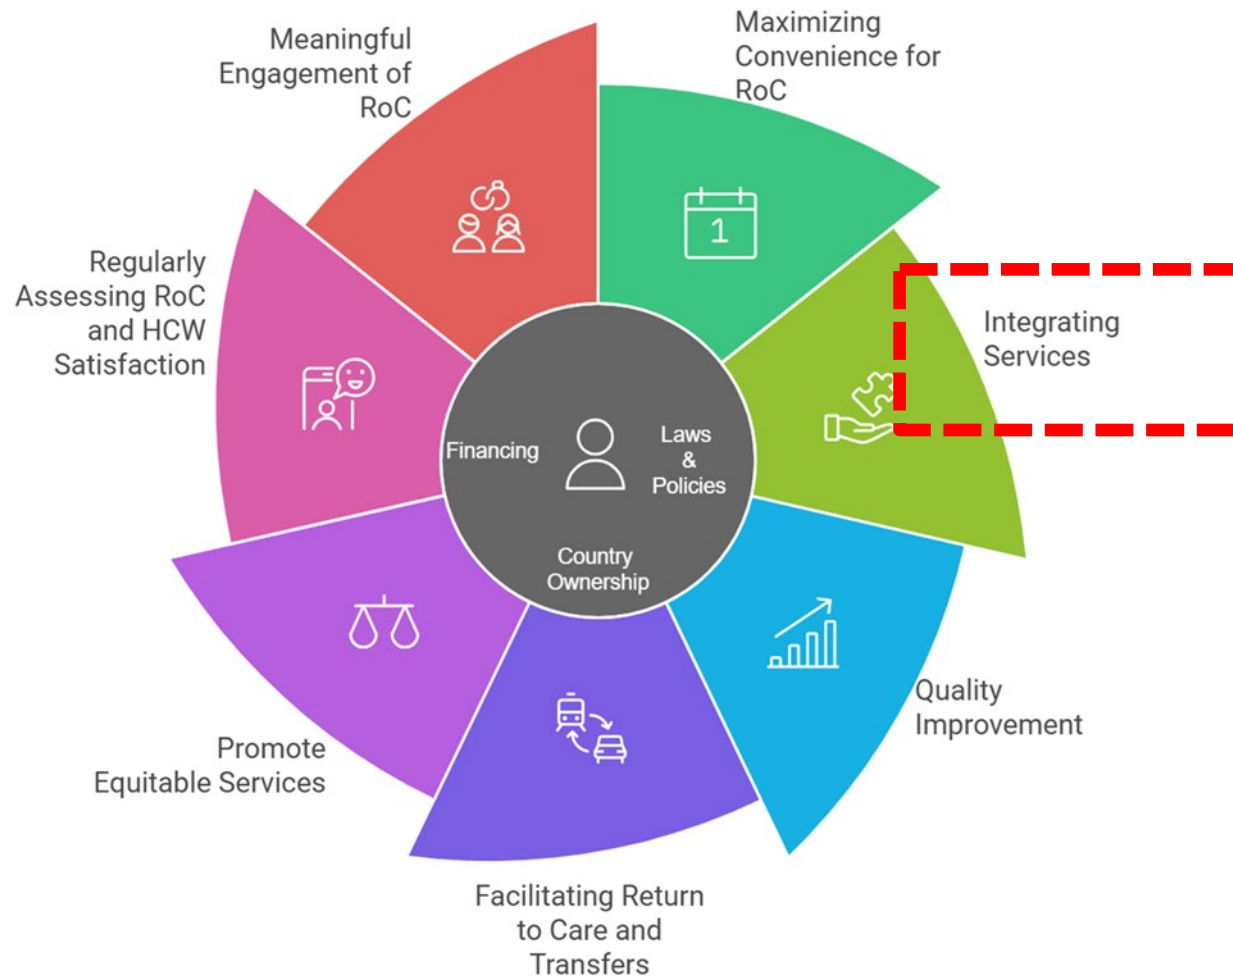 Meaningful
Engagement of
RoC
Maximizing
Convenience for
RoC
1
Integrating
Services
Quality
Improvement
Facilitating Return
to Care and
Transfers
Promote
Equitable Services
Regularly
Assessing RoC
and HCW
Satisfaction
Financing
Laws
&
Policies
Country
Ownership